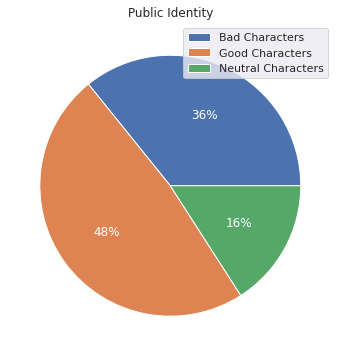 Public Identity
Bad Characters
Good Characters
Neutral Characters
36%
48%
16%